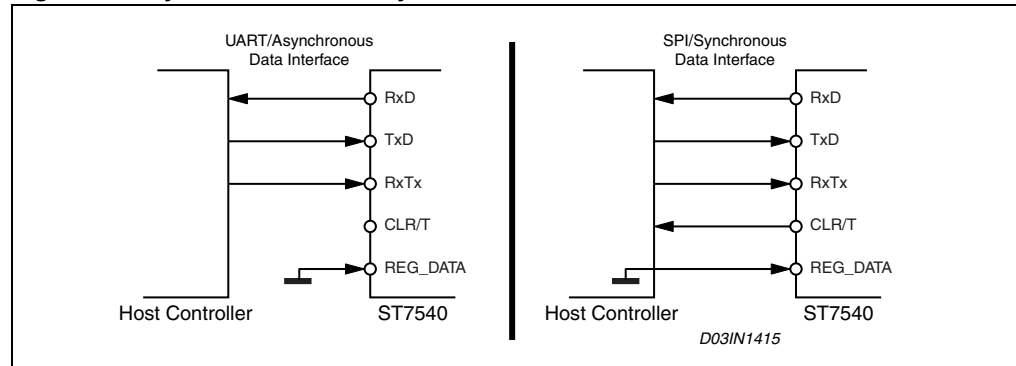 UART/Asynchronous
Data Interface
RxD
TxD
RxTx
CLR/T
REG_DATA
Host Controller
ST7540
SPI/Synchronous
Data Interface
RxD
TxD
RxTx
CLR/T
REG_DATA
Host Controller
ST7540
D03IN1415